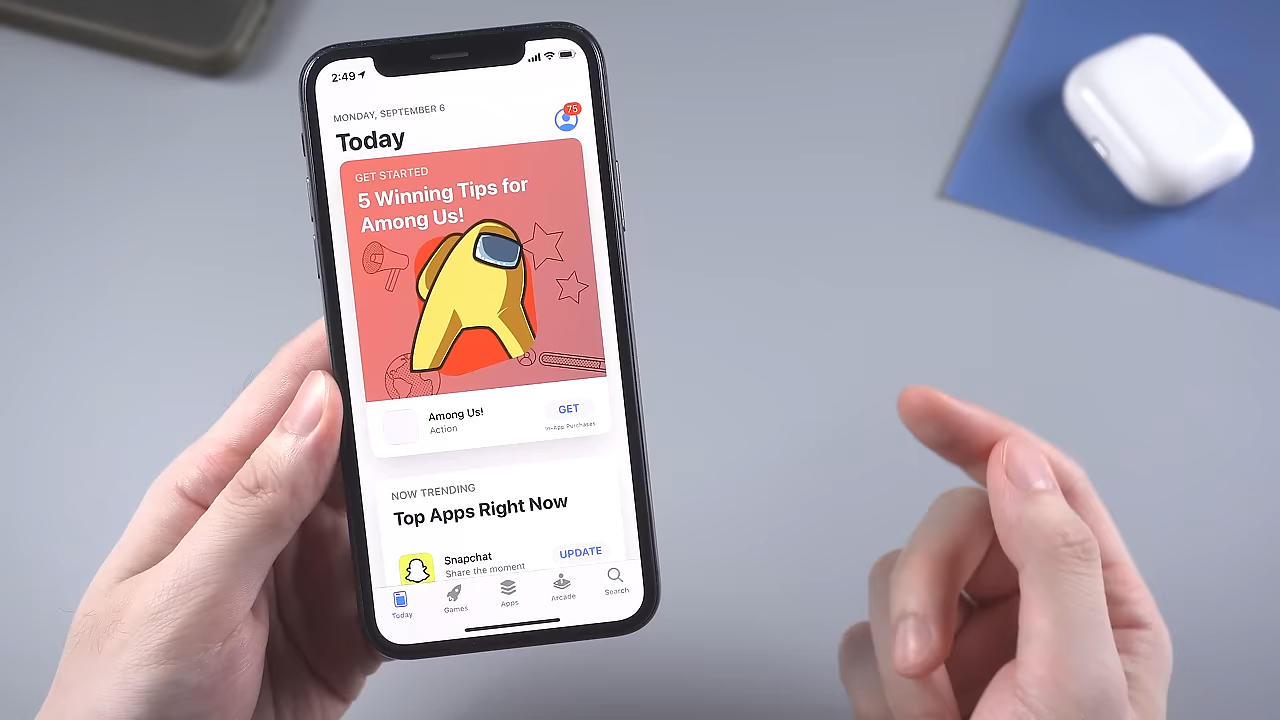 2:49
MONDAY, SEPTEMBER 6
Today
75
GET STARTED
5 Winning Tips for
Among Us!
Among Us!
Action
GET
In-App Purchases
NOW TRENDING
Top Apps Right Now
Snapchat
Share the moment
UPDATE
Today
Games
Apps
Arcade
Search